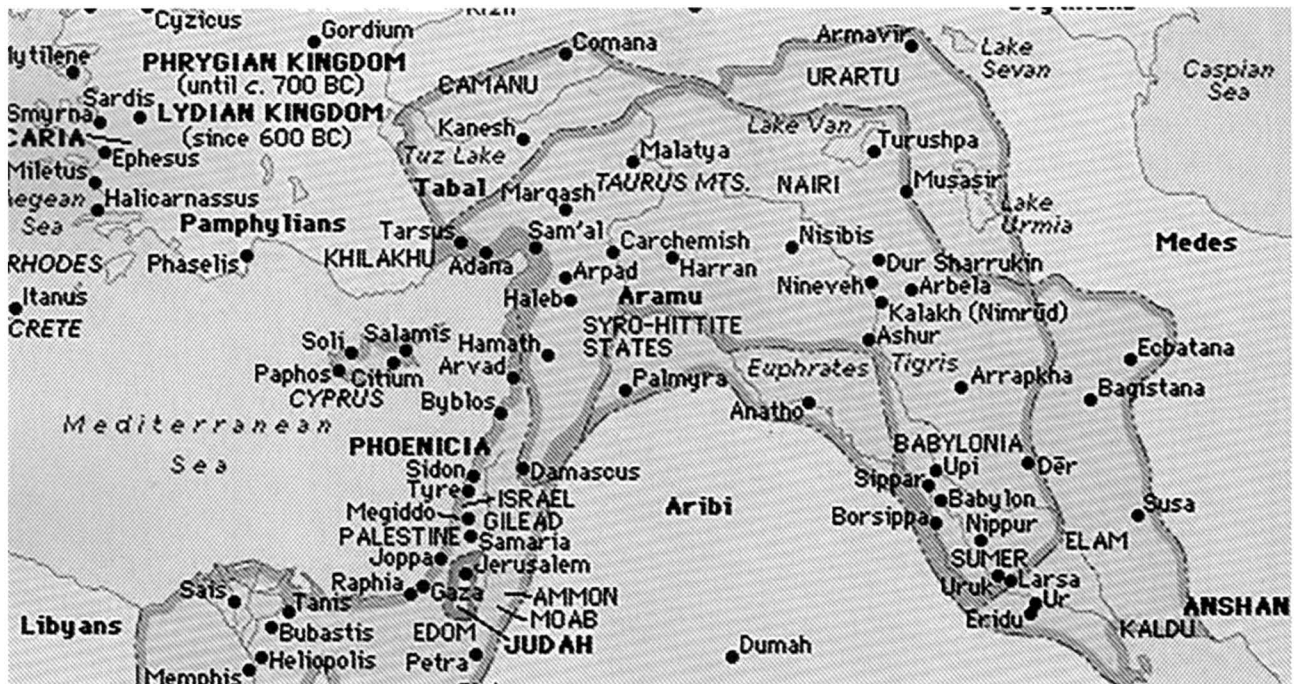 Cyzicus
Gordium
Comana
Armavir
Lake
Sevan
Caspian
Sea
PHRYGIAN KINGDOM
(until c. 700 BC)
CAMANU
URARTU
Sardis
Smyrna
LYDIAN KINGDOM
(since 600 BC)
CARIA
Ephesus
Kanesh
Tuz Lake
Malatya
Lake Van
Turushpa
Miletus
Halicarnassus
Tabal
Marqash
TAURUS MTS.
NAIRI
Musasir
Lake
Urmia
Aegean
Sea
Pamphylians
Tarsus
Sam'al
Carchemish
Nisibis
Medes
RHODES
Phaselis
KHILAKHU
Adana
Arpad
Harran
Dur Sharrukin
Nineveh
Arbela
Itanus
CRETE
Haleb
Aramu
Kalakh (Nimrūd)
Soli
Salamis
Hamath
SYRO-HITTITE
STATES
Ashur
Ecbatana
Paphos
Citium
CYPRUS
Arvad
Palmyra
Euphrates
Tigris
Arrapkha
Bagistana
Byblos
Anatho
Mediterranean
Sea
PHOENICIA
BABYLONIA
Sidon
Damascus
Upi
Dēr
Tyre
ISRAEL
Aribi
Sippar
Babylon
Susa
Megiddo
GILEAD
Borsippa
Nippur
PALESTINE
Samaria
SUMER
ELAM
Joppa
Jerusalem
Raphia
Gaza
AMMON
Uruk
Larsa
Ur
ANSHAN
Sais
Tanis
MOAB
Eridu
KALDU
Libyans
Bubastis
EDOM
JUDAH
Heliopolis
Petra
Dumah
Memphis